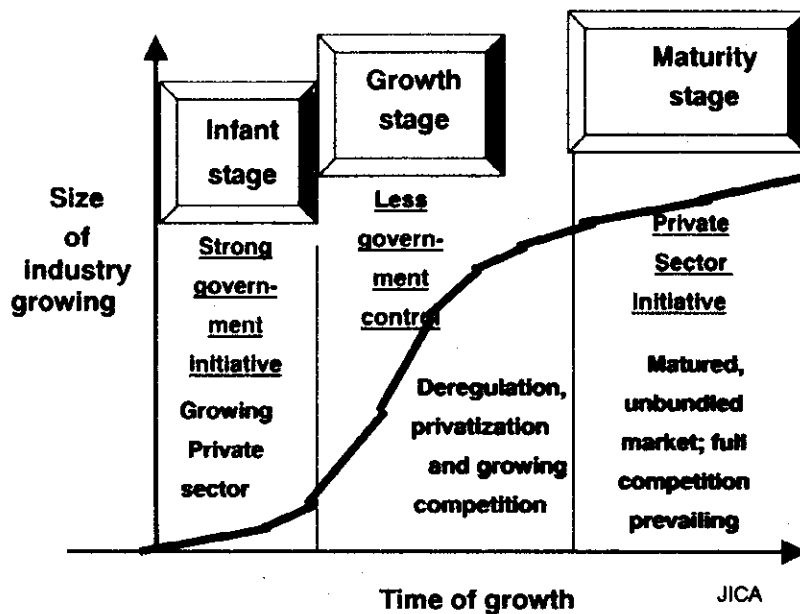 Infant
stage
Growth
stage
Maturity
stage
Size
of
industry
growing
Strong
govern-
ment
initiative
Growing
Private
sector
Less
govern-
ment
control
Deregulation,
privatization
and growing
competition
Private
Sector
initiative
Matured,
unbundled
market; full
competition
prevailing
Time of growth
JICA